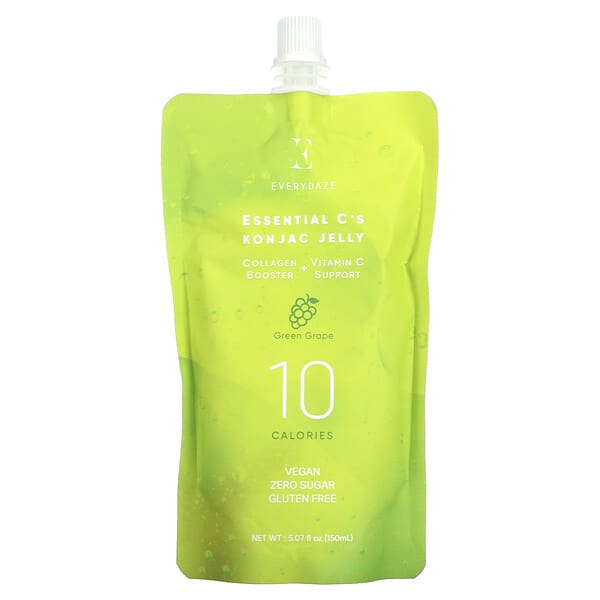 E
EVERYDAZE
ESSENTIAL C'S
KONJAC JELLY
COLLAGEN BOOSTER + VITAMIN C SUPPORT
Green Grape
10
CALORIES
VEGAN
ZERO SUGAR
GLUTEN FREE
NET WT : 5.07 fl oz (150mL)